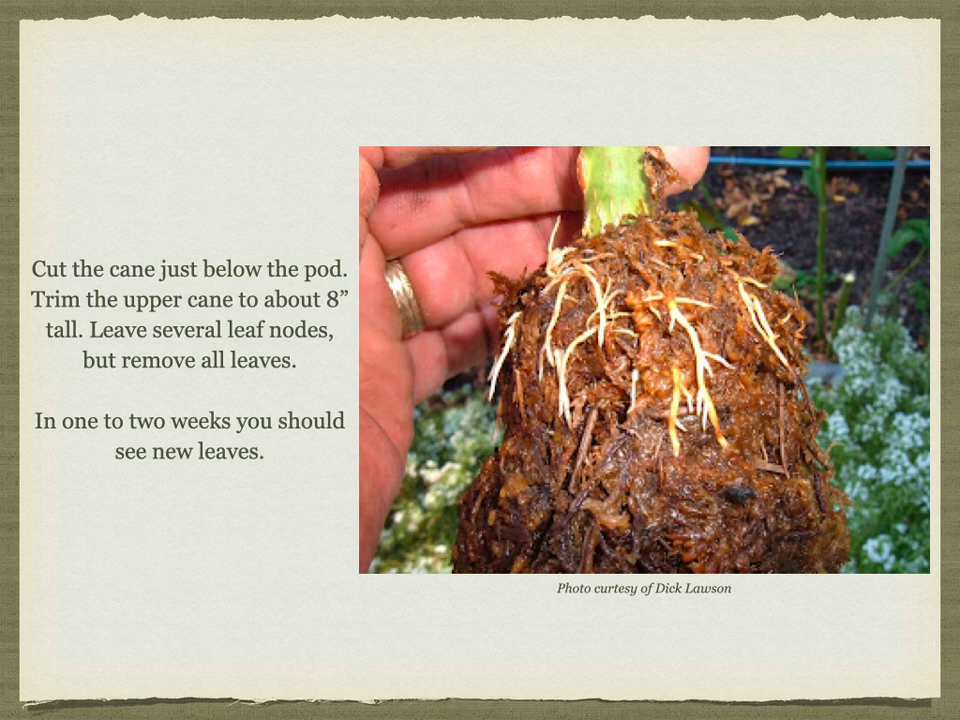 Cut the cane just below the pod.
Trim the upper cane to about 8”
tall. Leave several leaf nodes,
but remove all leaves.
In one to two weeks you should
see new leaves.
Photo curtesy of Dick Lawson